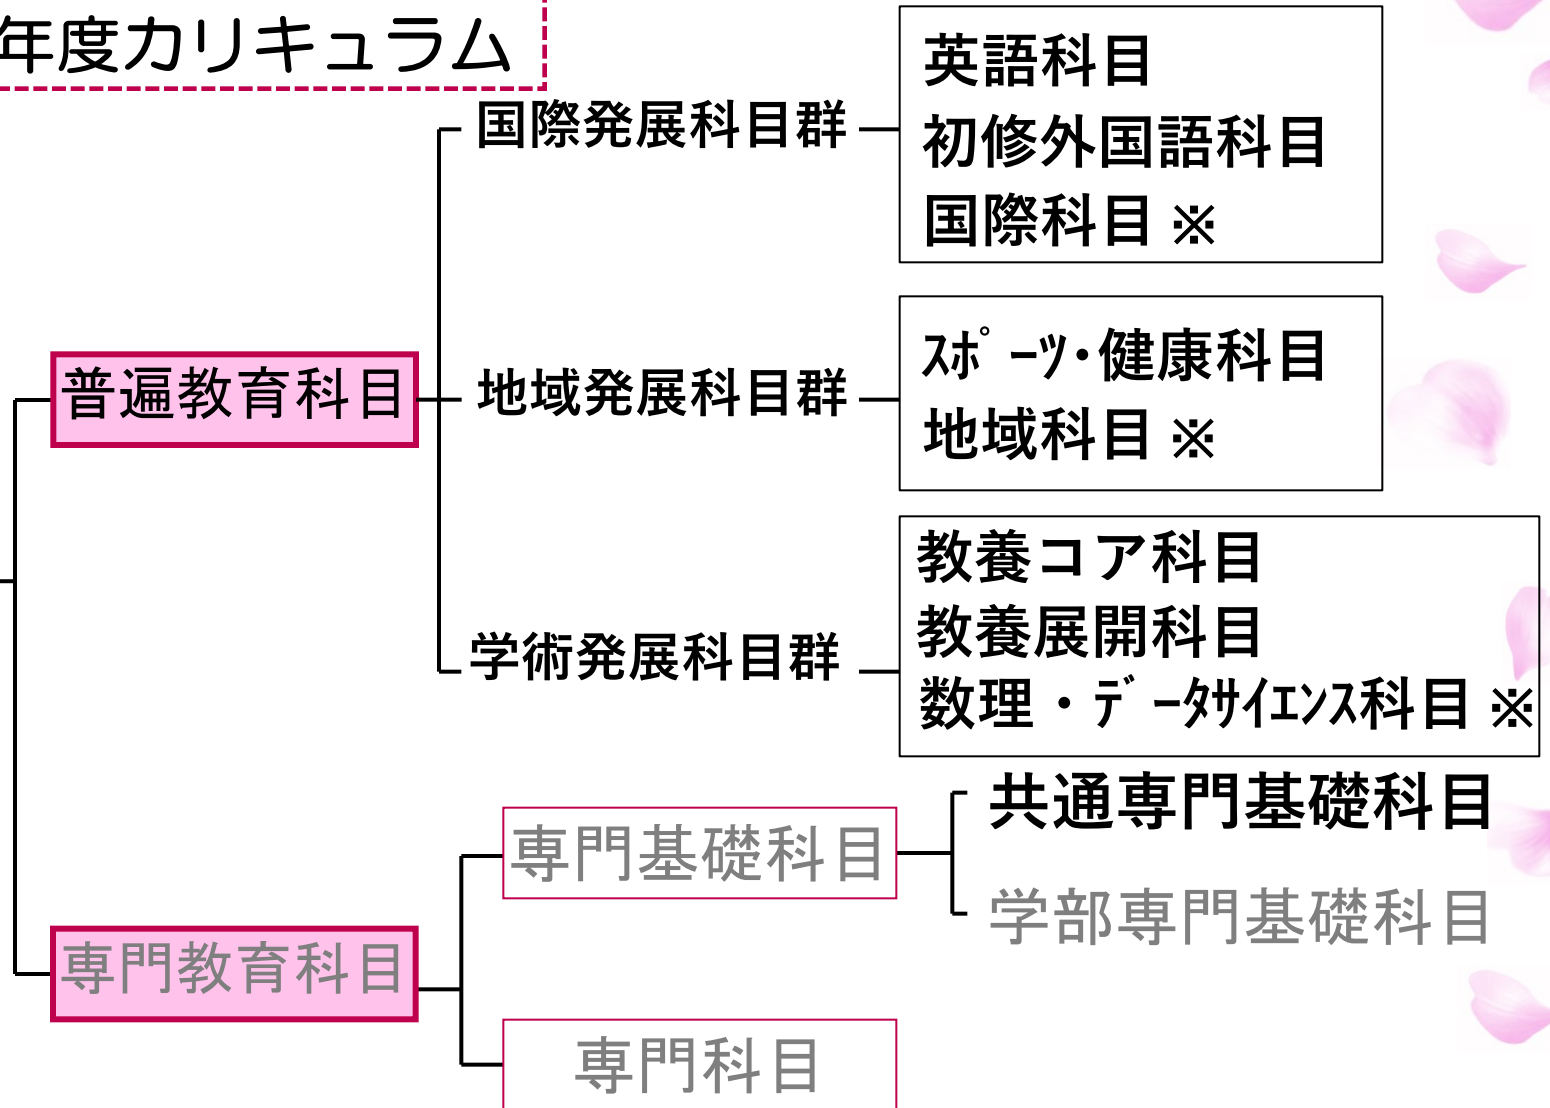 年度カリキュラム
国際発展科目群
英語科目
初修外国語科目
国際科目 ※
普遍教育科目
地域発展科目群
ｽﾎﾟｰﾂ・健康科目
地域科目 ※
学術発展科目群
教養コア科目
教養展開科目
数理・ﾃﾞｰﾀｻｲｴﾝｽ科目 ※
専門教育科目
専門基礎科目
共通専門基礎科目
学部専門基礎科目
専門科目